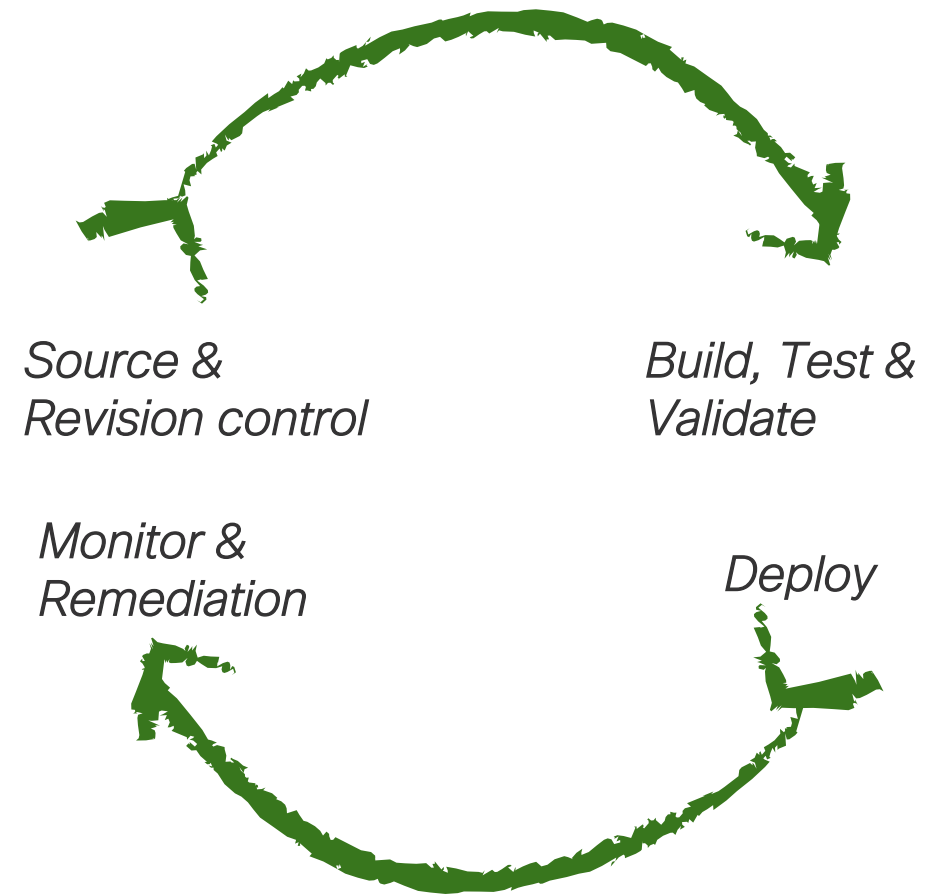 Source &
Revision control
Build, Test &
Validate
Monitor &
Remediation
Deploy